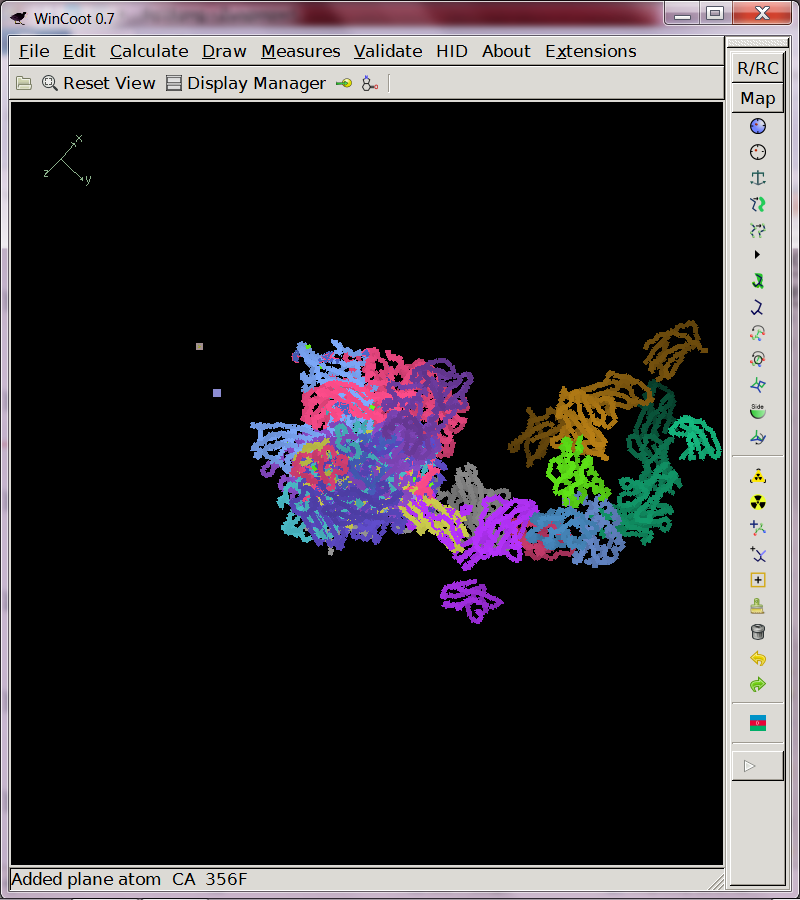 WinCoot 0.7
File Edit Calculate Draw Measures Validate HID About Extensions
Reset View Display Manager
R/RC
Map
x
z
y
Side
Added plane atom CA 356F